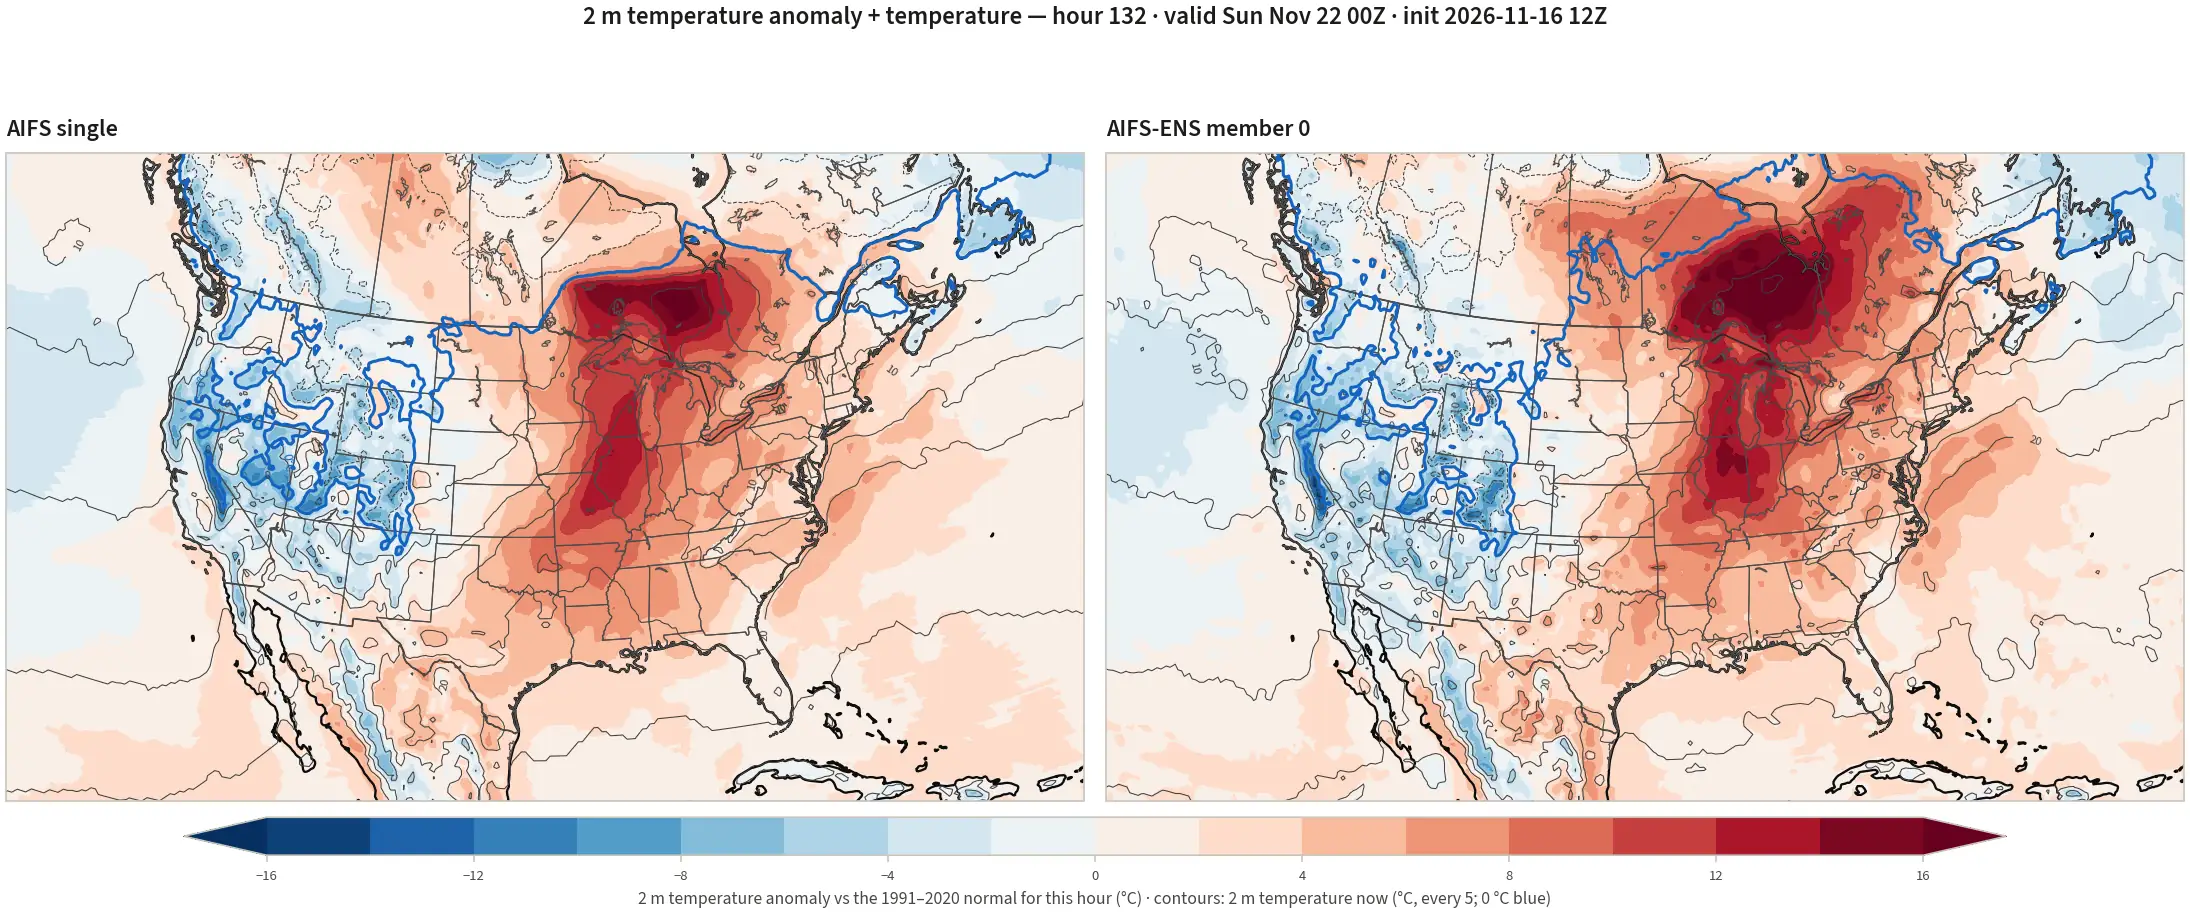 2 m temperature anomaly + temperature — hour 132 · valid Sun Nov 22 00Z · init 2026-11-16 12Z
AIFS single
AIFS-ENS member 0
−16 −12 −8 −4 0 4 8 12 16
2 m temperature anomaly vs the 1991–2020 normal for this hour (°C) · contours: 2 m temperature now (°C, every 5; 0 °C blue)